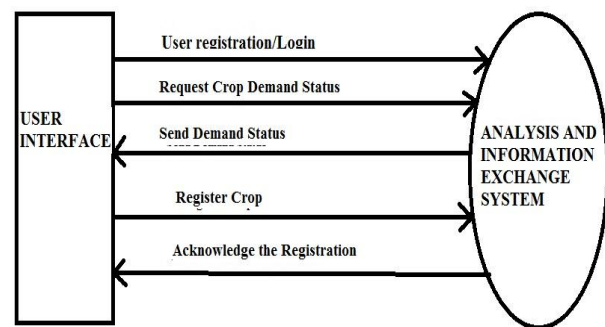 User registration/Login
Request Crop Demand Status
USER
INTERFACE
Send Demand Status
ANALYSIS AND
INFORMATION
EXCHANGE
SYSTEM
Register Crop
Acknowledge the Registration